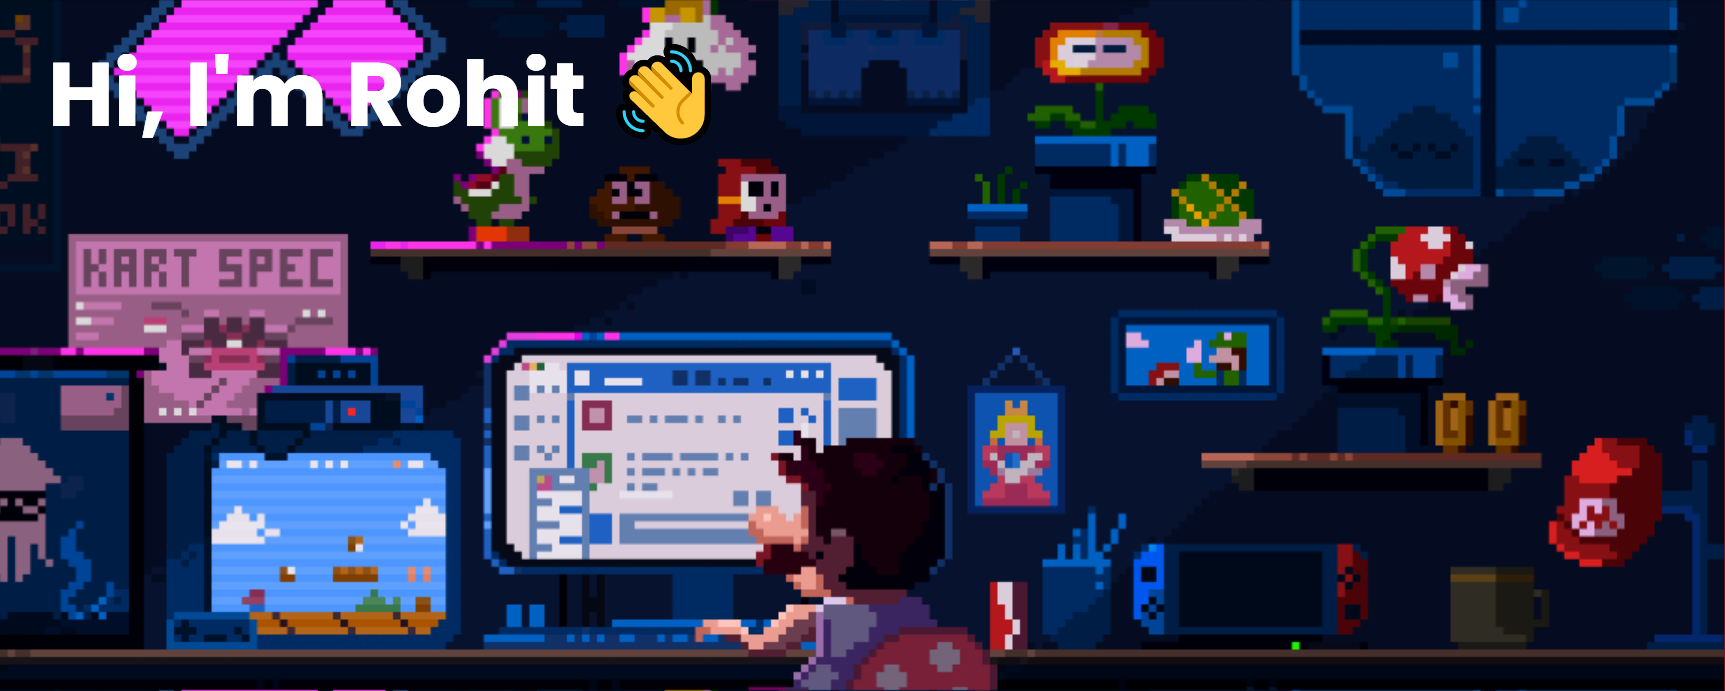 Hi, I'm Rohit 👋
KART SPEC